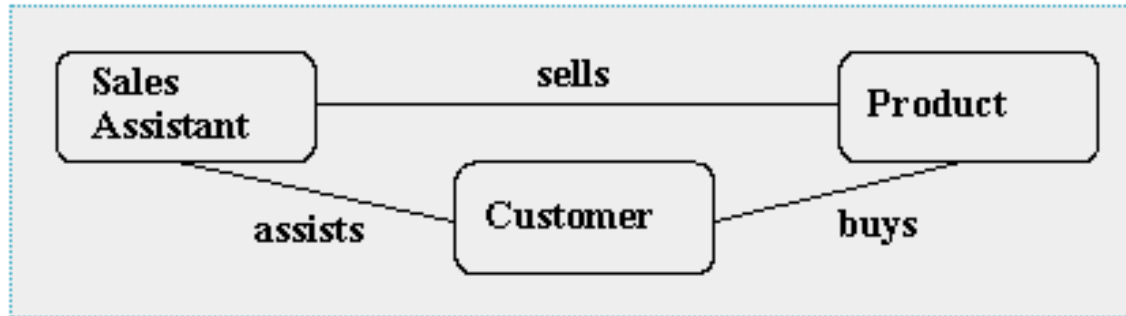 sells
Sales
Assistant
Product
Customer
assists
buys